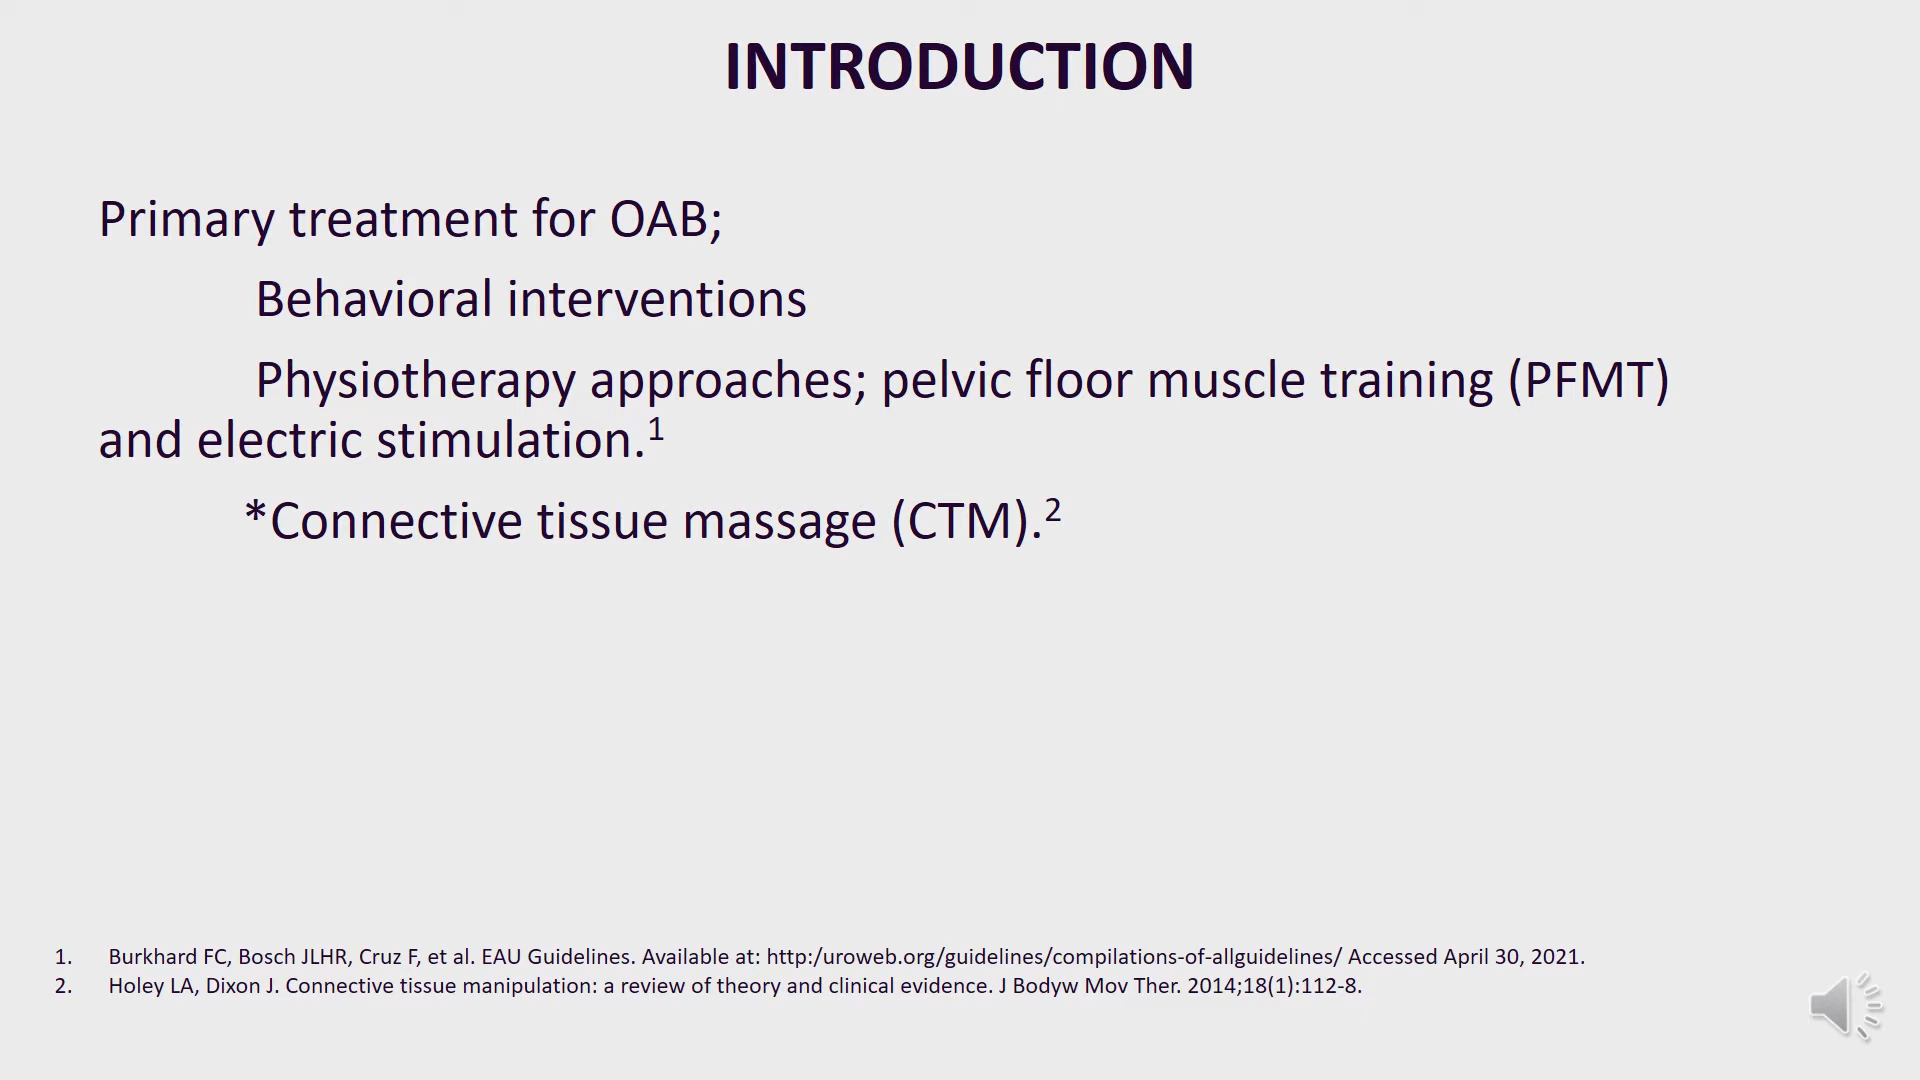 INTRODUCTION
Primary treatment for OAB;
Behavioral interventions
Physiotherapy approaches; pelvic floor muscle training (PFMT)
and electric stimulation.1
*Connective tissue massage (CTM).2
1. Burkhard FC, Bosch JLHR, Cruz F, et al. EAU Guidelines. Available at: http:/uroweb.org/guidelines/compilations-of-allguidelines/ Accessed April 30, 2021.
2. Holey LA, Dixon J. Connective tissue manipulation: a review of theory and clinical evidence. J Bodyw Mov Ther. 2014;18(1):112-8.